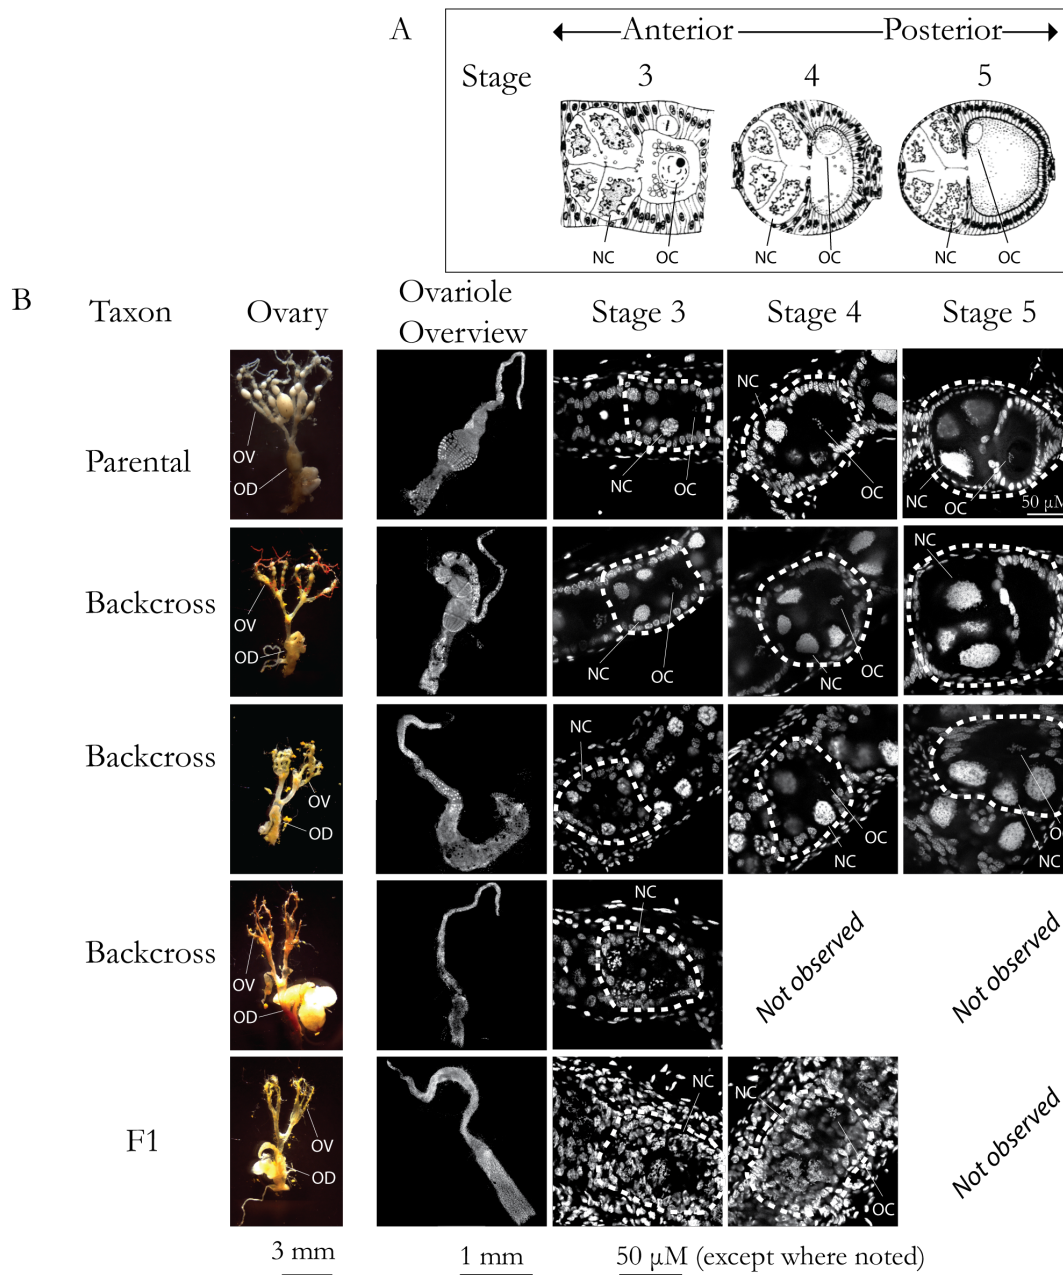 A
Anterior Posterior
Stage 3 4 5
NC OC NC OC NC OC
B
Taxon Ovary Ovariole Overview Stage 3 Stage 4 Stage 5
Parental
OV
OD
NC
OC
NC
OC
NC
OC
50 µM
Backcross
OV
OD
NC
OC
OC
NC
NC
Backcross
OV
OD
NC
OC
NC
NC
Backcross
OV
OD
NC
Not observed
Not observed
F1
OV
OD
NC
NC
OC
Not observed
3 mm 1 mm 50 µM (except where noted)